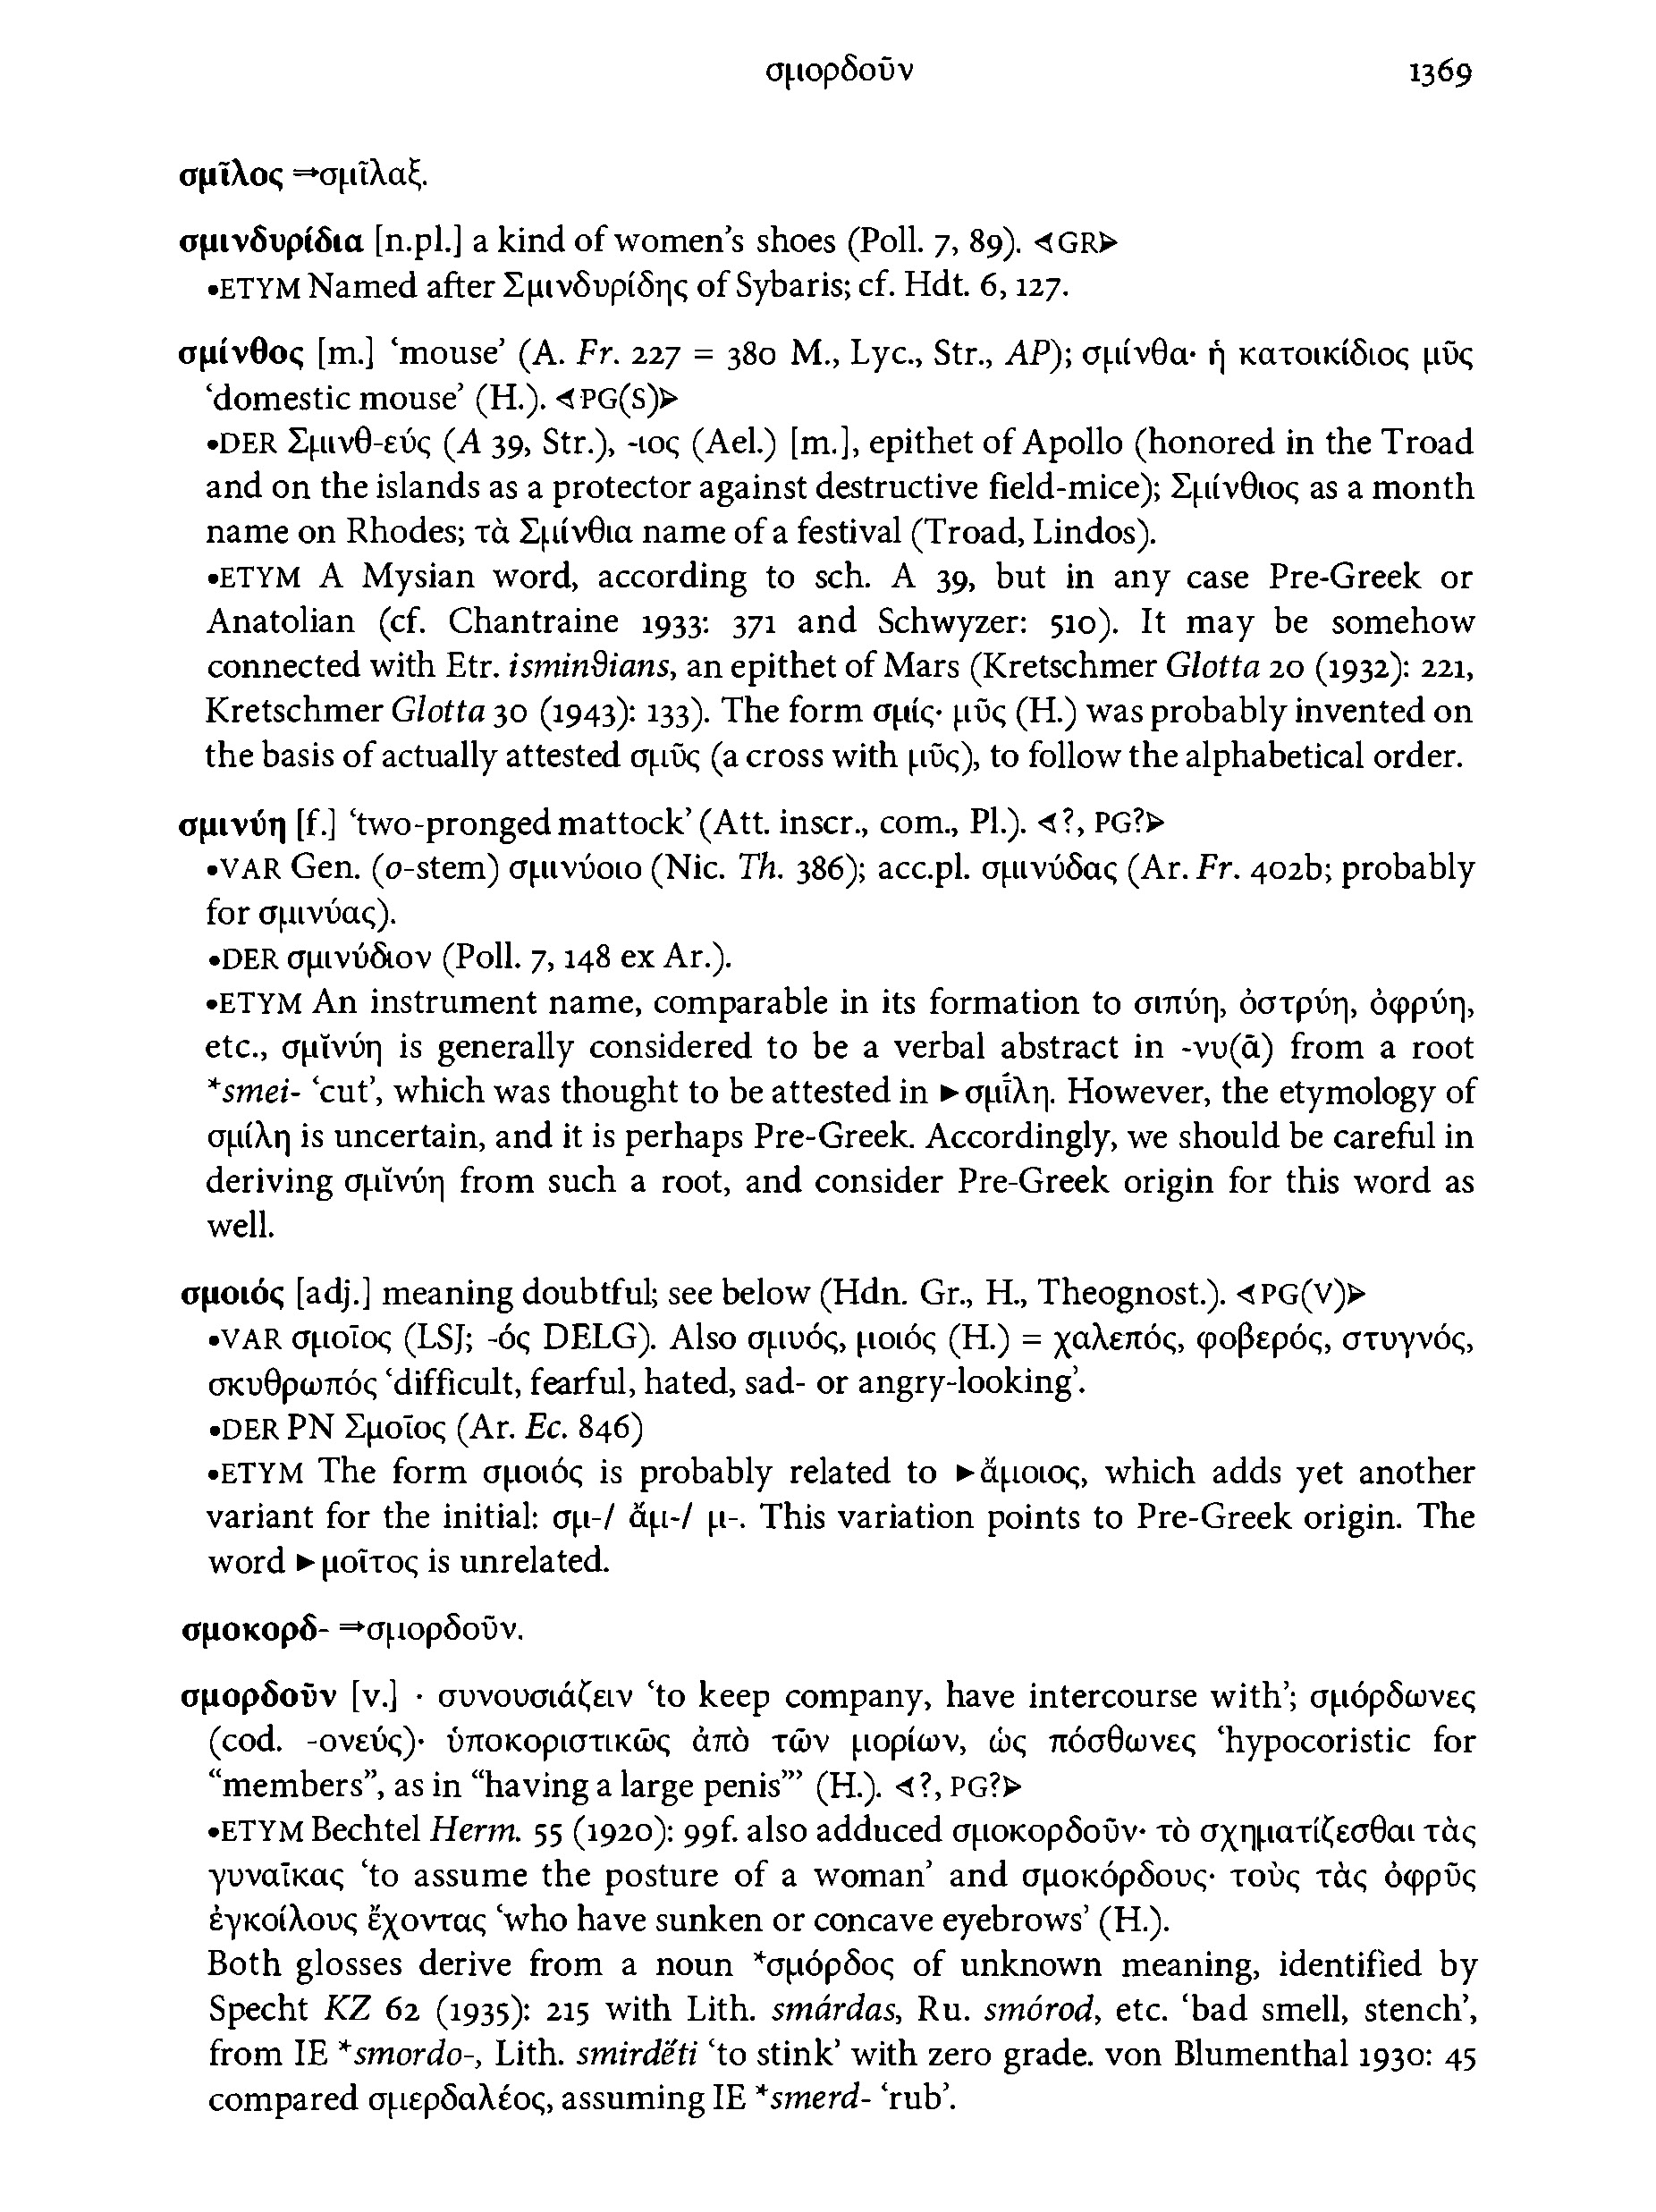 σμορδοῦν 1369
σμῖλος ⇒σμῖλαξ.
σμινδυρίδια [n.pl.] a kind of women’s shoes (Poll. 7, 89). ⊲GR⊳
•ETYM Named after Σμινδυρίδης of Sybaris; cf. Hdt. 6, 127.
σμίνθος [m.] ‘mouse’ (A. Fr. 227 = 380 M., Lyc., Str., AP); σμίνθα· ἡ κατοικίδιος μῦς
‘domestic mouse’ (H.). ⊲PG(S)⊳
•DER Σμινθ-εύς (A 39, Str.), -ιος (Ael.) [m.], epithet of Apollo (honored in the Troad
and on the islands as a protector against destructive field-mice); Σμίνθιος as a month
name on Rhodes; τὰ Σμίνθια name of a festival (Troad, Lindos).
•ETYM A Mysian word, according to sch. A 39, but in any case Pre-Greek or
Anatolian (cf. Chantraine 1933: 371 and Schwyzer: 510). It may be somehow
connected with Etr. isminϑians, an epithet of Mars (Kretschmer Glotta 20 (1932): 221,
Kretschmer Glotta 30 (1943): 133). The form σμίς· μῦς (H.) was probably invented on
the basis of actually attested σμῦς (a cross with μῦς), to follow the alphabetical order.
σμινύη [f.] ‘two-pronged mattock’ (Att. inscr., com., Pl.). ⊲?, PG?⊳
•VAR Gen. (o-stem) σμινύοιο (Nic. Th. 386); acc.pl. σμινύδας (Ar. Fr. 402b; probably
for σμινύας).
•DER σμινύδιον (Poll. 7, 148 ex Ar.).
•ETYM An instrument name, comparable in its formation to σιπύη, ὀστρύη, ὀφρύη,
etc., σμῐνύη is generally considered to be a verbal abstract in -νυ(ᾱ) from a root
*smei- ‘cut’, which was thought to be attested in ►σμῑ́λη. However, the etymology of
σμίλη is uncertain, and it is perhaps Pre-Greek. Accordingly, we should be careful in
deriving σμῐνύη from such a root, and consider Pre-Greek origin for this word as
well.
σμοιός [adj.] meaning doubtful; see below (Hdn. Gr., H., Theognost.). ⊲PG(V)⊳
•VAR σμοῖος (LSJ; -ός DELG). Also σμυός, μοιός (H.) = χαλεπός, φοβερός, στυγνός,
σκυθρωπός ‘difficult, fearful, hated, sad- or angry-looking’.
•DER PN Σμοῖος (Ar. Ec. 846)
•ETYM The form σμοιός is probably related to ►ἄμοιος, which adds yet another
variant for the initial: σμ-/ ἄμ-/ μ-. This variation points to Pre-Greek origin. The
word ►μοῖτος is unrelated.
σμοκορδ- ⇒σμορδοῦν.
σμορδοῦν [v.] · συνουσιάζειν ‘to keep company, have intercourse with’; σμόρδωνες
(cod. -ονεύς)· ὑποκοριστικῶς ἀπὸ τῶν μορίων, ὡς πόσθωνες ‘hypocoristic for
“members”, as in “having a large penis”’ (H.). ⊲?, PG?⊳
•ETYM Bechtel Herm. 55 (1920): 99f. also adduced σμοκορδοῦν· τὸ σχηματίζεσθαι τὰς
γυναῖκας ‘to assume the posture of a woman’ and σμοκόρδους· τοὺς τὰς ὀφρῦς
ἐγκοίλους ἔχοντας ‘who have sunken or concave eyebrows’ (H.).
Both glosses derive from a noun *σμόρδος of unknown meaning, identified by
Specht KZ 62 (1935): 215 with Lith. smárdas, Ru. smórod, etc. ‘bad smell, stench’,
from IE *smordo-, Lith. smirdė́ti ‘to stink’ with zero grade. von Blumenthal 1930: 45
compared σμερδαλέος, assuming IE *smerd- ‘rub’.